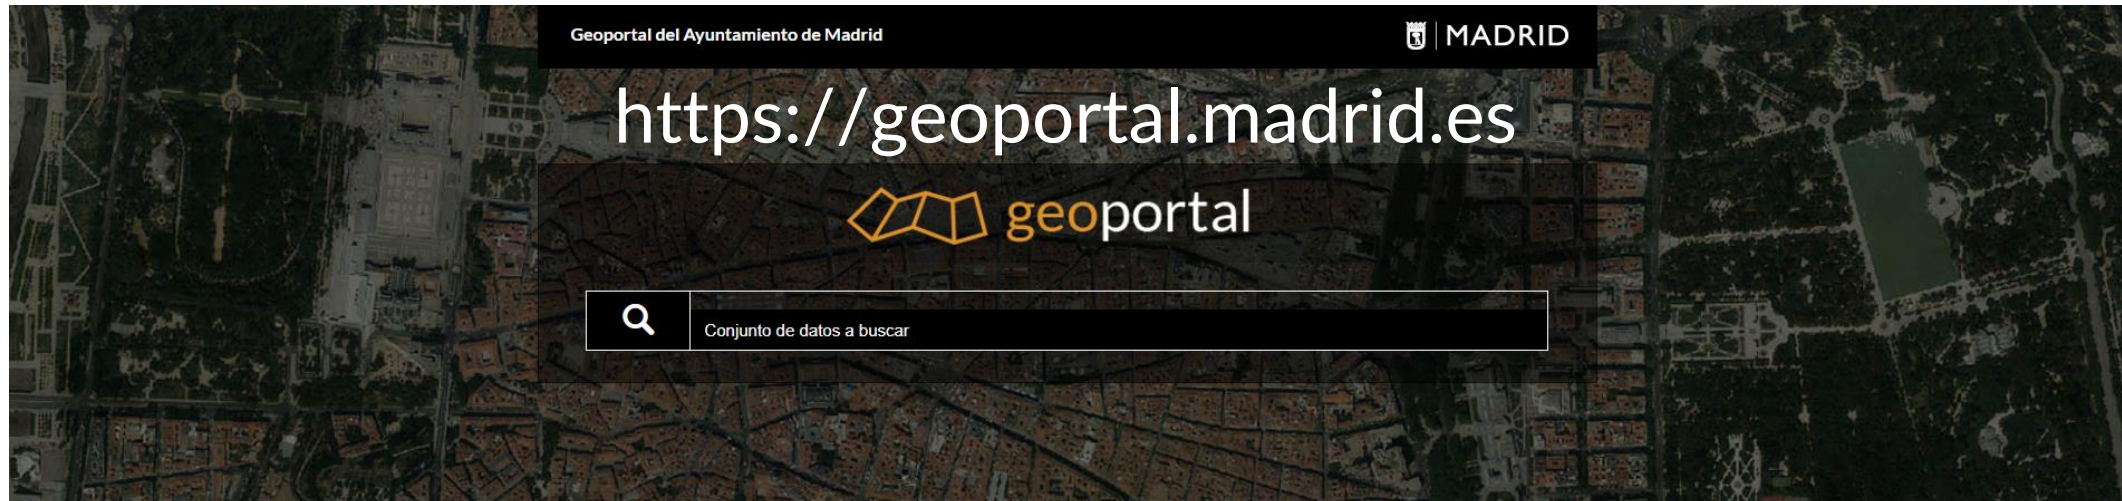 Geoportal del Ayuntamiento de Madrid
MADRID
https://geoportal.madrid.es
geoportal
Conjunto de datos a buscar